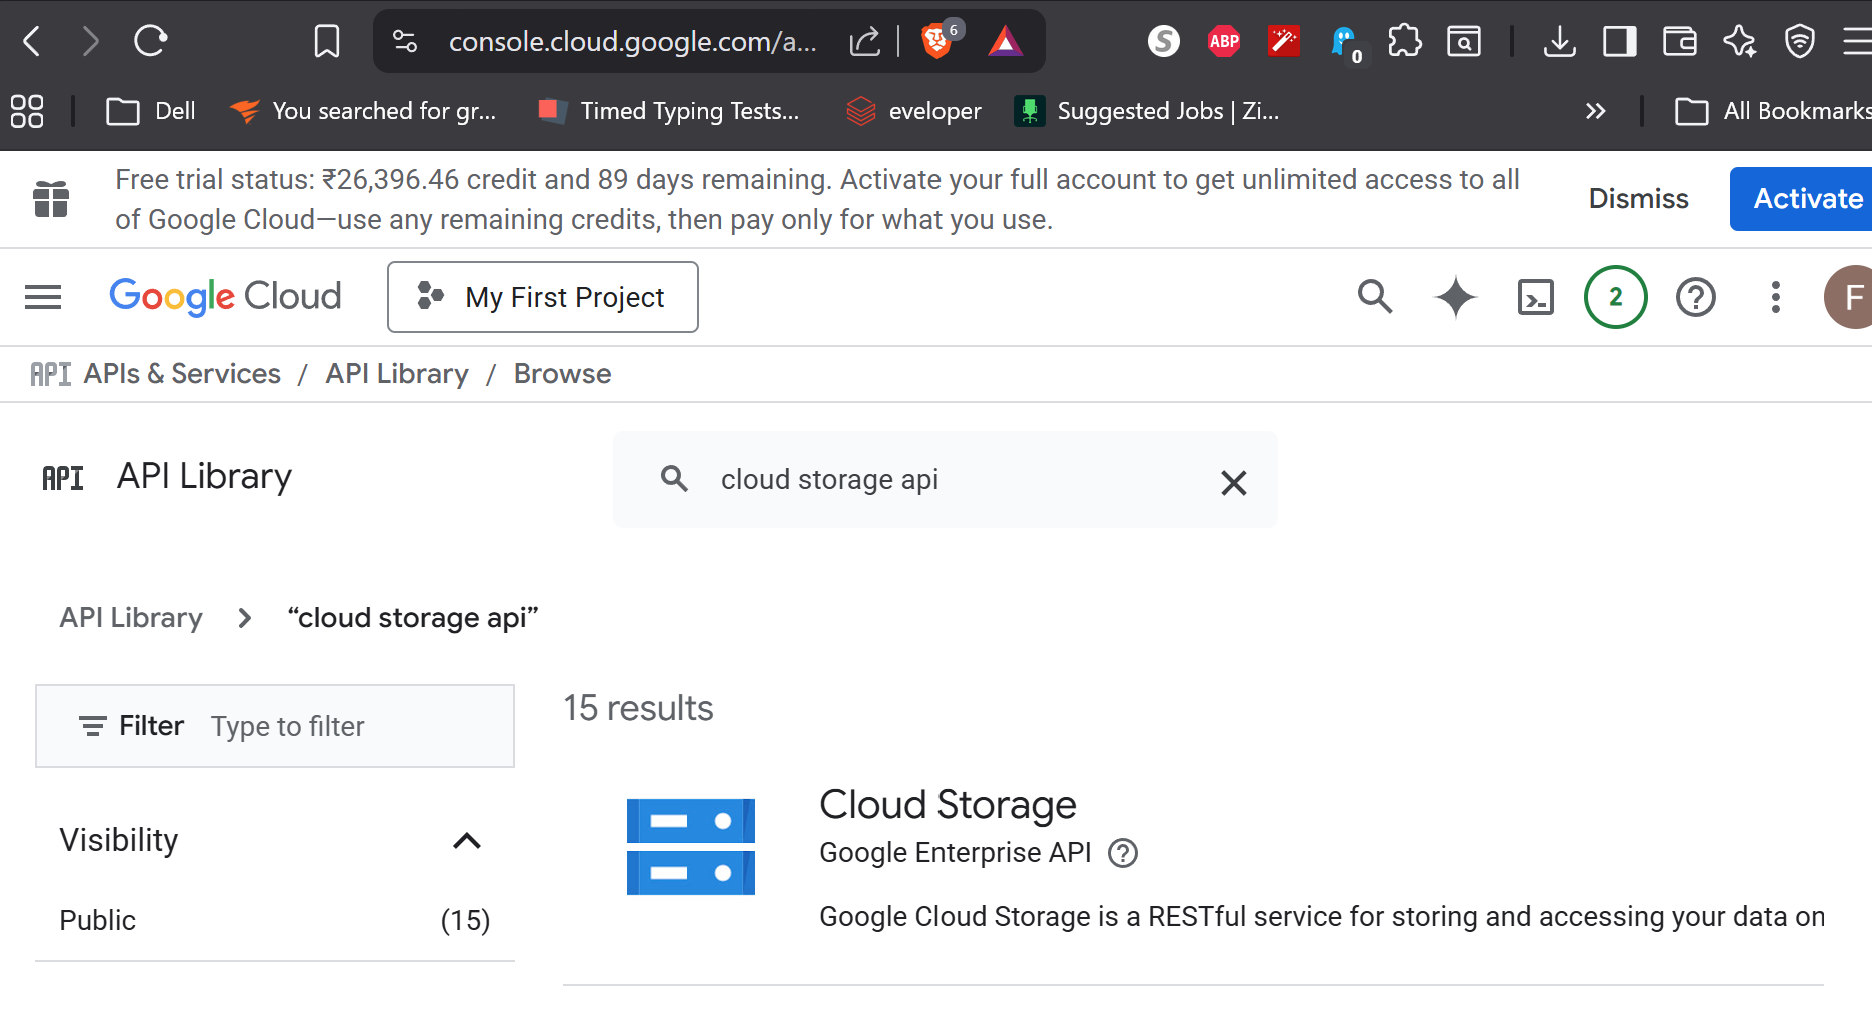 console.cloud.google.com/a...
6
ABP
0
Dell
You searched for gr...
Timed Typing Tests...
eveloper
Suggested Jobs | Zi...
All Bookmarks
Free trial status: ₹26,396.46 credit and 89 days remaining. Activate your full account to get unlimited access to all
of Google Cloud—use any remaining credits, then pay only for what you use.
Dismiss
Activate
Google Cloud
My First Project
2
F
API APIs & Services / API Library / Browse
API API Library
cloud storage api
API Library > “cloud storage api”
Filter Type to filter
15 results
Visibility
Public (15)
Cloud Storage
Google Enterprise API
Google Cloud Storage is a RESTful service for storing and accessing your data on